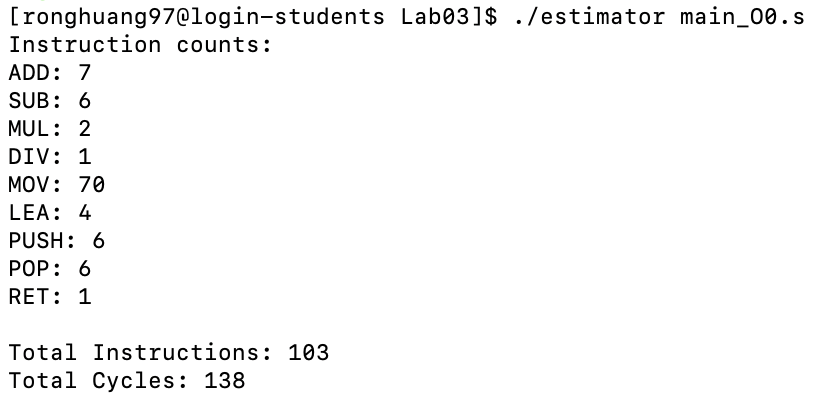 [ronghuang97@login-students Lab03]$ ./estimator main_O0.s
Instruction counts:
ADD: 7
SUB: 6
MUL: 2
DIV: 1
MOV: 70
LEA: 4
PUSH: 6
POP: 6
RET: 1
Total Instructions: 103
Total Cycles: 138